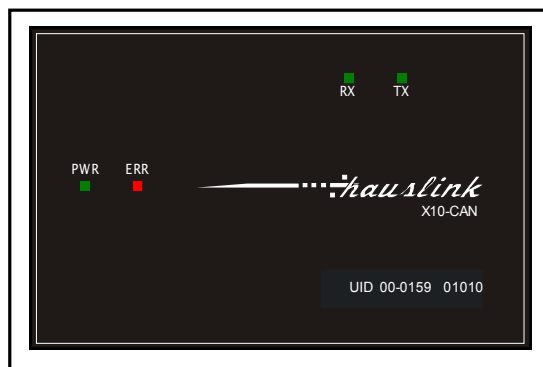 RX TX
PWR ERR
hauslink
X10-CAN
UID 00-0159 01010